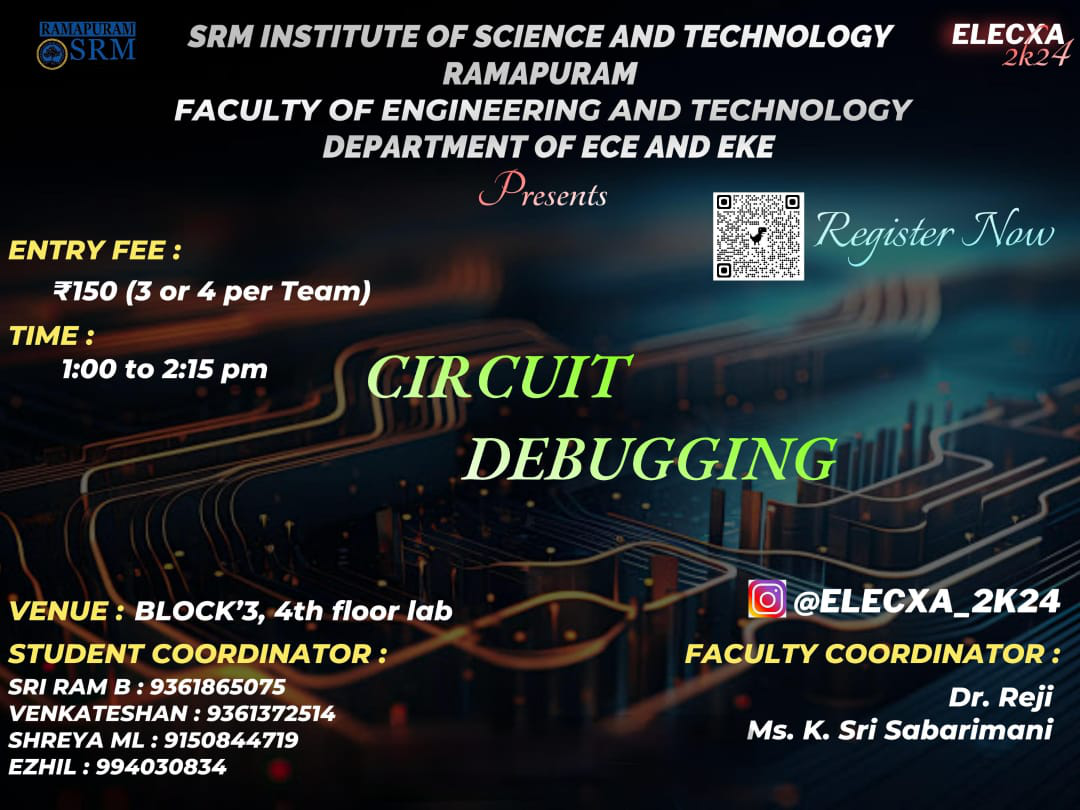 RAMAPURAM
SRM
SRM INSTITUTE OF SCIENCE AND TECHNOLOGY
RAMAPURAM
FACULTY OF ENGINEERING AND TECHNOLOGY
DEPARTMENT OF ECE AND EKE
Presents
ELECXA
2k24
Register Now
ENTRY FEE :
₹150 (3 or 4 per Team)
TIME :
1:00 to 2:15 pm
CIRCUIT
DEBUGGING
VENUE : BLOCK'3, 4th floor lab
STUDENT COORDINATOR :
SRI RAM B : 9361865075
VENKATESHAN : 9361372514
SHREYA ML : 9150844719
EZHIL : 994030834
@ELECXA_2K24
FACULTY COORDINATOR :
Dr. Reji
Ms. K. Sri Sabarimani